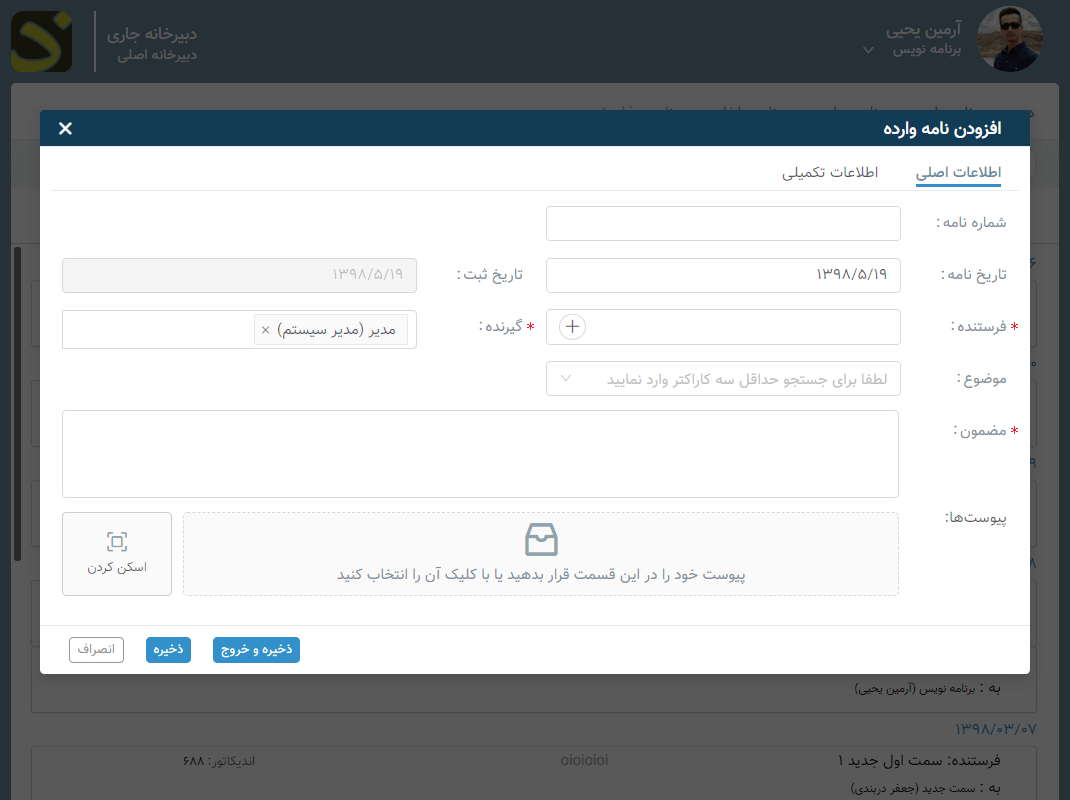 آرمین یحیی
برنامه نویس
دبیرخانه جاری
دبیرخانه اصلی
افزودن نامه وارده
اطلاعات اصلی
اطلاعات تکمیلی
شماره نامه :
تاریخ نامه : ۱۳۹۸/۵/۱۹ تاریخ ثبت : ۱۳۹۸/۵/۱۹
* فرستنده : * گیرنده : مدیر (مدیر سیستم) ×
موضوع : لطفا برای جستجو حداقل سه کاراکتر وارد نمایید
* مضمون :
پیوست‌ها:
پیوست خود را در این قسمت قرار بدهید یا با کلیک آن را انتخاب کنید
اسکن کردن
ذخیره و خروج ذخیره انصراف
به : برنامه نویس (آرمین یحیی)
۱۳۹۸/۰۳/۰۷
فرستنده: سمت اول جدید ۱ oioioioi اندیکاتور: ۶۸۸
به : سمت جدید (جعفر دربندی)